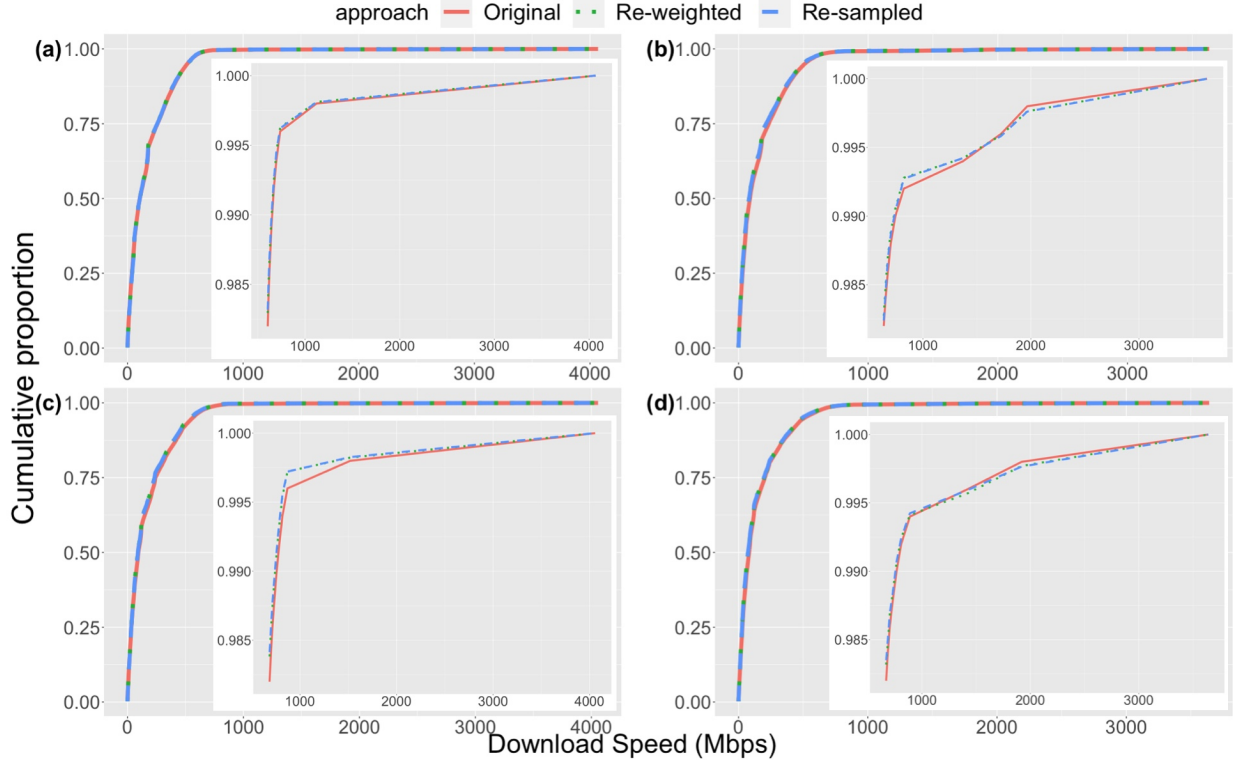 approach Original Re-weighted Re-sampled
(a) (b)
1.00 1.00
1.000 1.000
0.75 0.75
0.995 0.995
0.50 0.50
0.990 0.990
0.25 0.25
0.985 0.985
0.00 0.00
1000 2000 3000 4000 1000 2000 3000
0 1000 2000 3000 4000 0 1000 2000 3000
Cumulative proportion
(c) (d)
1.00 1.00
1.000 1.000
0.75 0.75
0.995 0.995
0.50 0.50
0.990 0.990
0.25 0.25
0.985 0.985
0.00 0.00
1000 2000 3000 4000 1000 2000 3000
0 1000 2000 3000 4000 0 1000 2000 3000
Download Speed (Mbps)